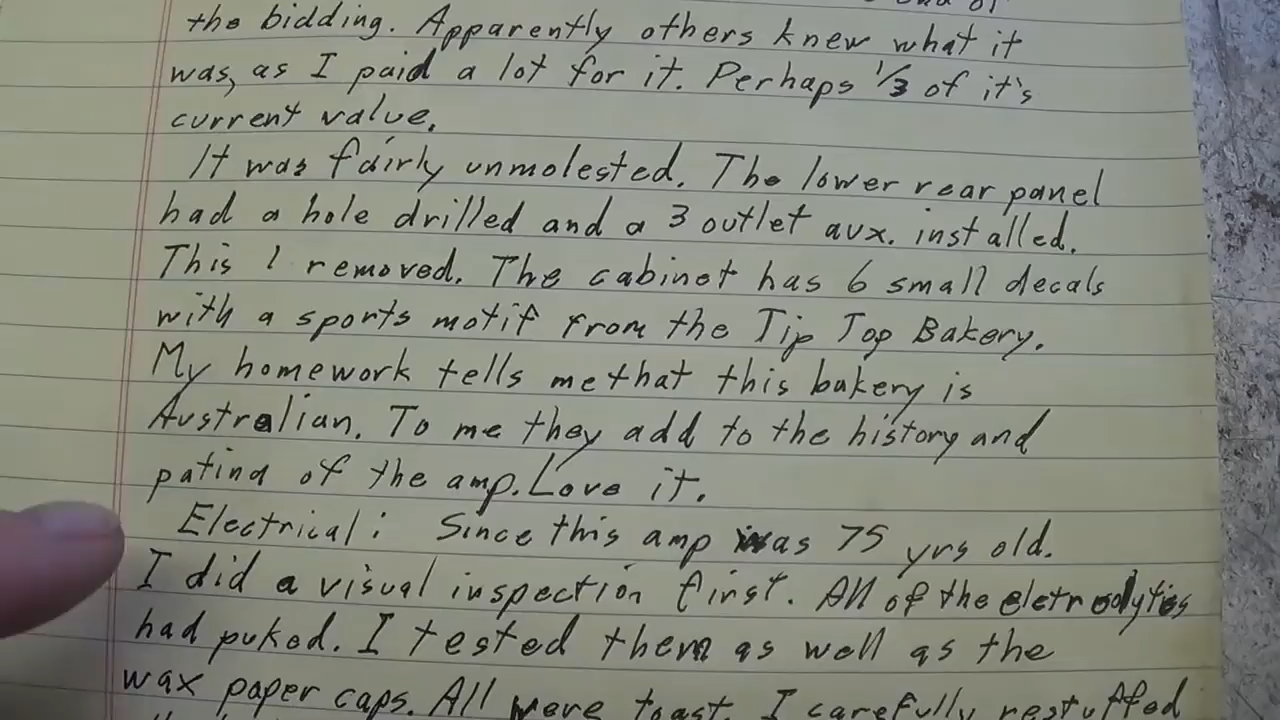 the bidding. Apparently others knew what it
was, as I paid a lot for it. Perhaps 1/3 of it's
current value.
It was fairly unmolested. The lower rear panel
had a hole drilled and a 3 outlet aux. installed.
This I removed. The cabinet has 6 small decals
with a sports motif from the Tip Top Bakery.
My homework tells me that this bakery is
Australian. To me they add to the history and
patina of the amp. Love it.
Electrical: Since this amp was 75 yrs old.
I did a visual inspection first. All of the eletrodlytics
had puked. I tested them as well as the
wax paper caps. All were toast. I carefully restuffed